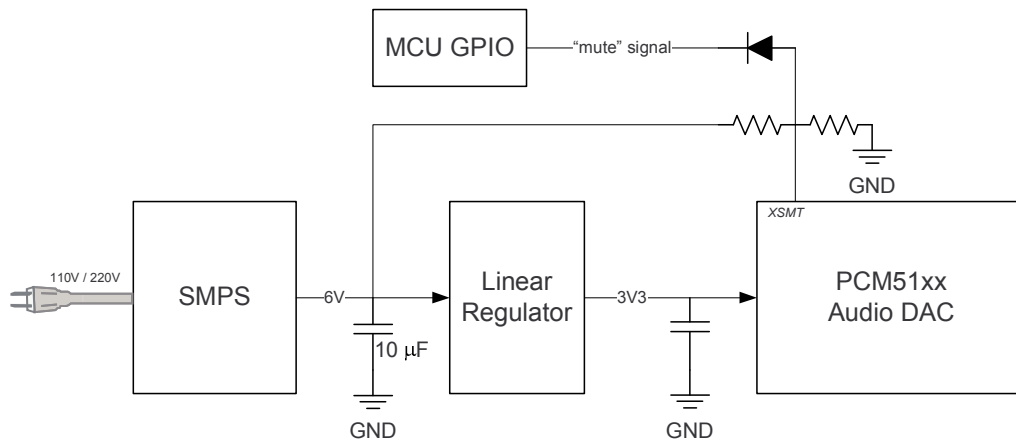 MCU GPIO
“mute” signal
GND
XSMT
110V / 220V
SMPS
6V
Linear
Regulator
3V3
PCM51xx
Audio DAC
10 μF
GND
GND